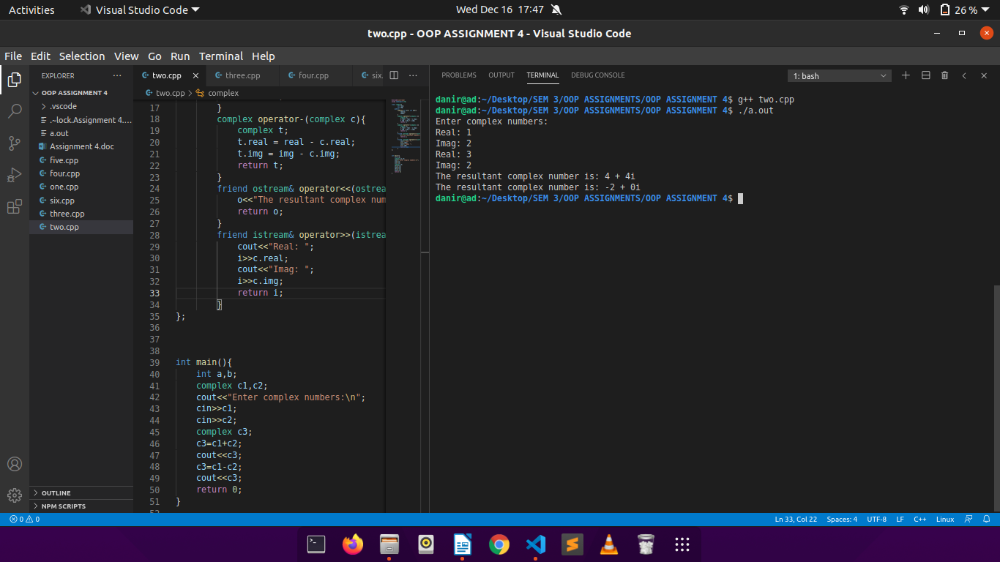 Activities Visual Studio Code Wed Dec 16 17:47 26 %
two.cpp - OOP ASSIGNMENT 4 - Visual Studio Code
File Edit Selection View Go Run Terminal Help
EXPLORER
OOP ASSIGNMENT 4
.vscode
.~lock.Assignment 4....
a.out
Assignment 4.doc
five.cpp
four.cpp
one.cpp
six.cpp
three.cpp
two.cpp
OUTLINE
NPM SCRIPTS
two.cpp three.cpp four.cpp six.
two.cpp > complex
17 }
18 complex operator-(complex c){
19 complex t;
20 t.real = real - c.real;
21 t.img = img - c.img;
22 return t;
23 }
24 friend ostream& operator<<(ostream
25 o<<"The resultant complex num
26 return o;
27 }
28 friend istream& operator>>(istrea
29 cout<<"Real: ";
30 i>>c.real;
31 cout<<"Imag: ";
32 i>>c.img;
33 return i;
34 }
35 };
36
37
38
39 int main(){
40 int a,b;
41 complex c1,c2;
42 cout<<"Enter complex numbers:\n";
43 cin>>c1;
44 cin>>c2;
45 complex c3;
46 c3=c1+c2;
47 cout<<c3;
48 c3=c1-c2;
49 cout<<c3;
50 return 0;
51 }
PROBLEMS OUTPUT TERMINAL DEBUG CONSOLE 1: bash
danir@ad:~/Desktop/SEM 3/OOP ASSIGNMENTS/OOP ASSIGNMENT 4$ g++ two.cpp
danir@ad:~/Desktop/SEM 3/OOP ASSIGNMENTS/OOP ASSIGNMENT 4$ ./a.out
Enter complex numbers:
Real: 1
Imag: 2
Real: 3
Imag: 2
The resultant complex number is: 4 + 4i
The resultant complex number is: -2 + 0i
danir@ad:~/Desktop/SEM 3/OOP ASSIGNMENTS/OOP ASSIGNMENT 4$
0 0 Ln 33, Col 22 Spaces: 4 UTF-8 LF C++ Linux